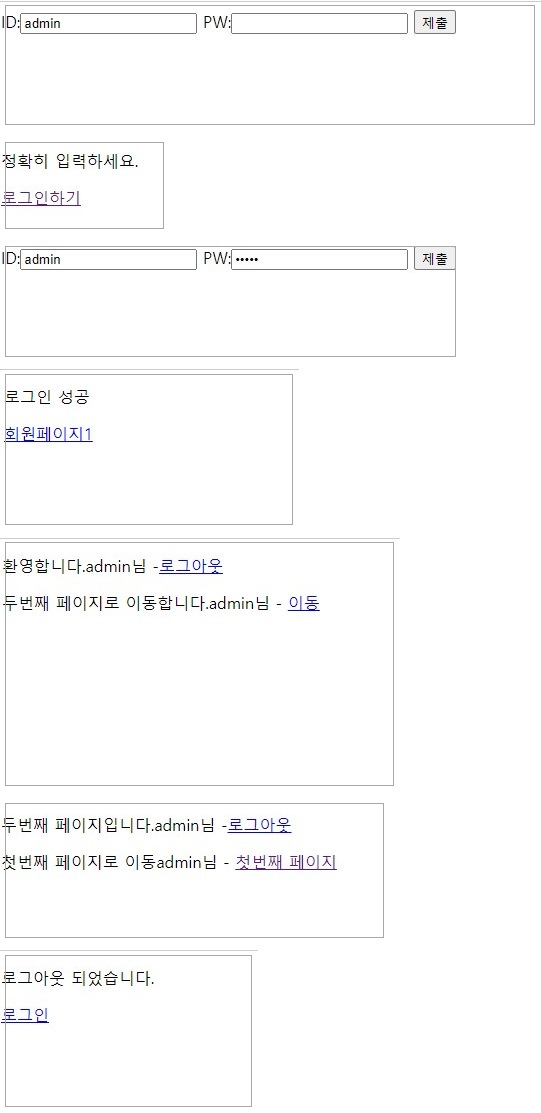 ID:admin PW: 제출
정확히 입력하세요.
로그인하기
ID:admin PW:••••• 제출
로그인 성공
회원페이지1
환영합니다.admin님 -로그아웃
두번째 페이지로 이동합니다.admin님 - 이동
두번째 페이지입니다.admin님 -로그아웃
첫번째 페이지로 이동admin님 - 첫번째 페이지
로그아웃 되었습니다.
로그인